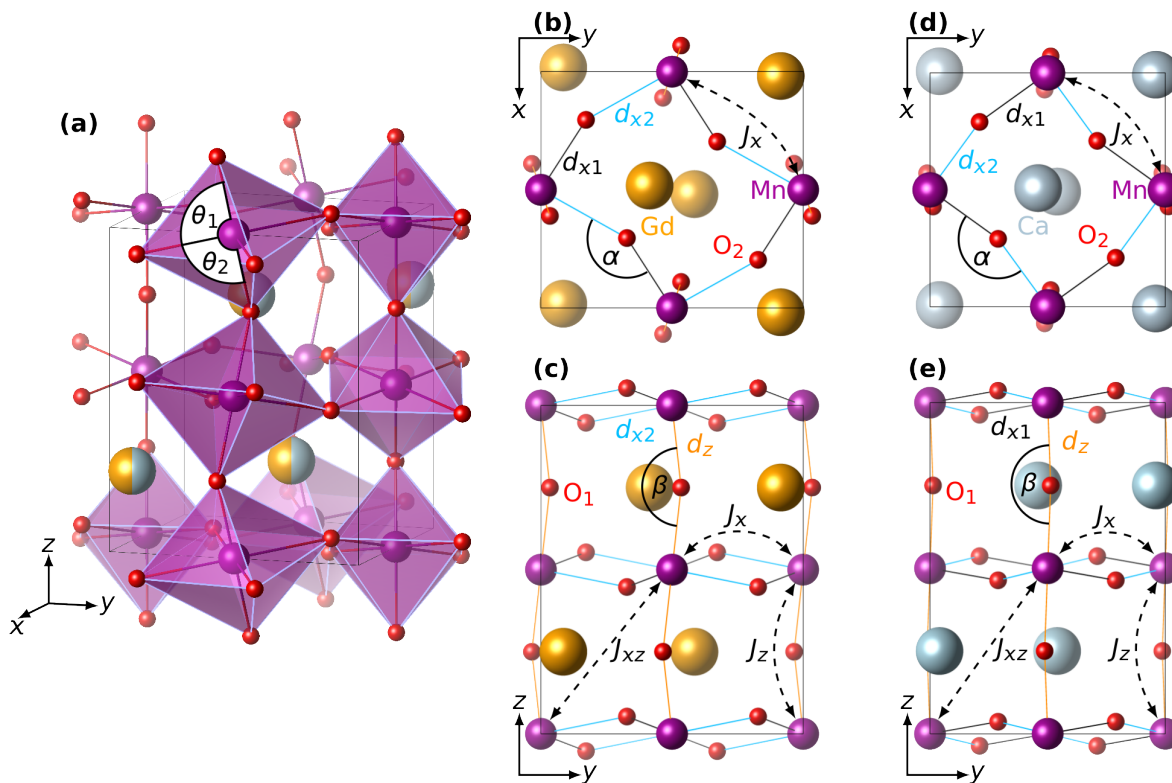 (a)
θ1
θ2
z
x
y
(b)
y
x
dx2
dx1
Jx
Mn
Gd
O2
α
(d)
y
x
dx1
dx2
Jx
Mn
Ca
O2
α
(c)
dx2
dz
β
O1
Jx
Jxz
Jz
z
y
(e)
dx1
dz
β
O1
Jx
Jxz
Jz
z
y